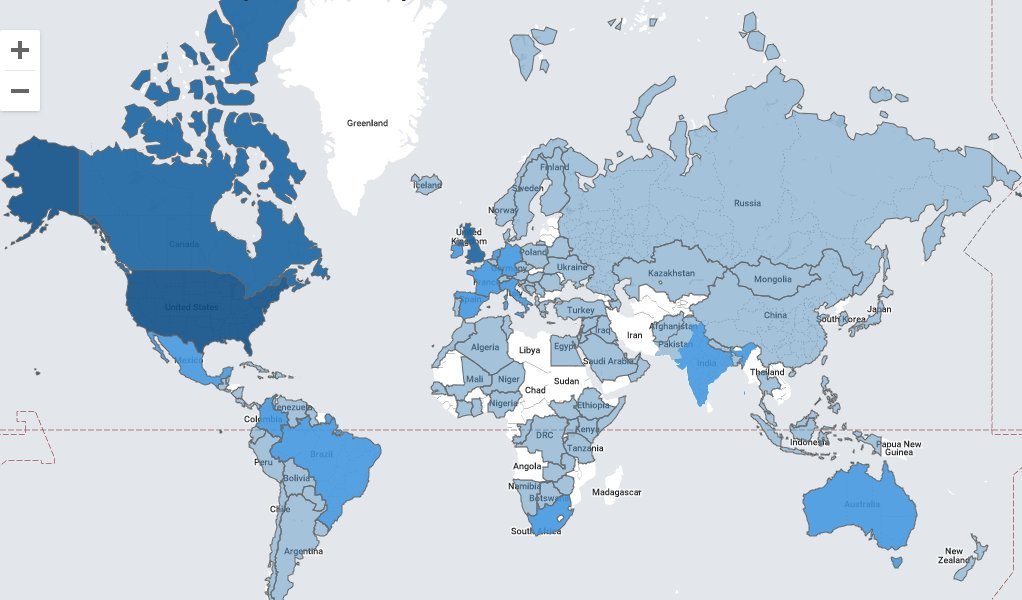 +
−
Greenland
Iceland
Finland
Sweden
Norway
Russia
Canada
United
Kingdom
Poland
Germany
Ukraine
France
Kazakhstan
Mongolia
Spain
United States
Turkey
China
Japan
South Korea
Afghanistan
Iraq
Iran
Algeria
Libya
Egypt
Pakistan
Mexico
Saudi Arabia
India
Thailand
Mali
Niger
Chad
Sudan
Nigeria
Ethiopia
Venezuela
Colombia
Kenya
DRC
Indonesia
Papua New
Guinea
Tanzania
Brazil
Peru
Angola
Bolivia
Namibia
Madagascar
Botswana
Australia
Chile
South Africa
Argentina
New
Zealand